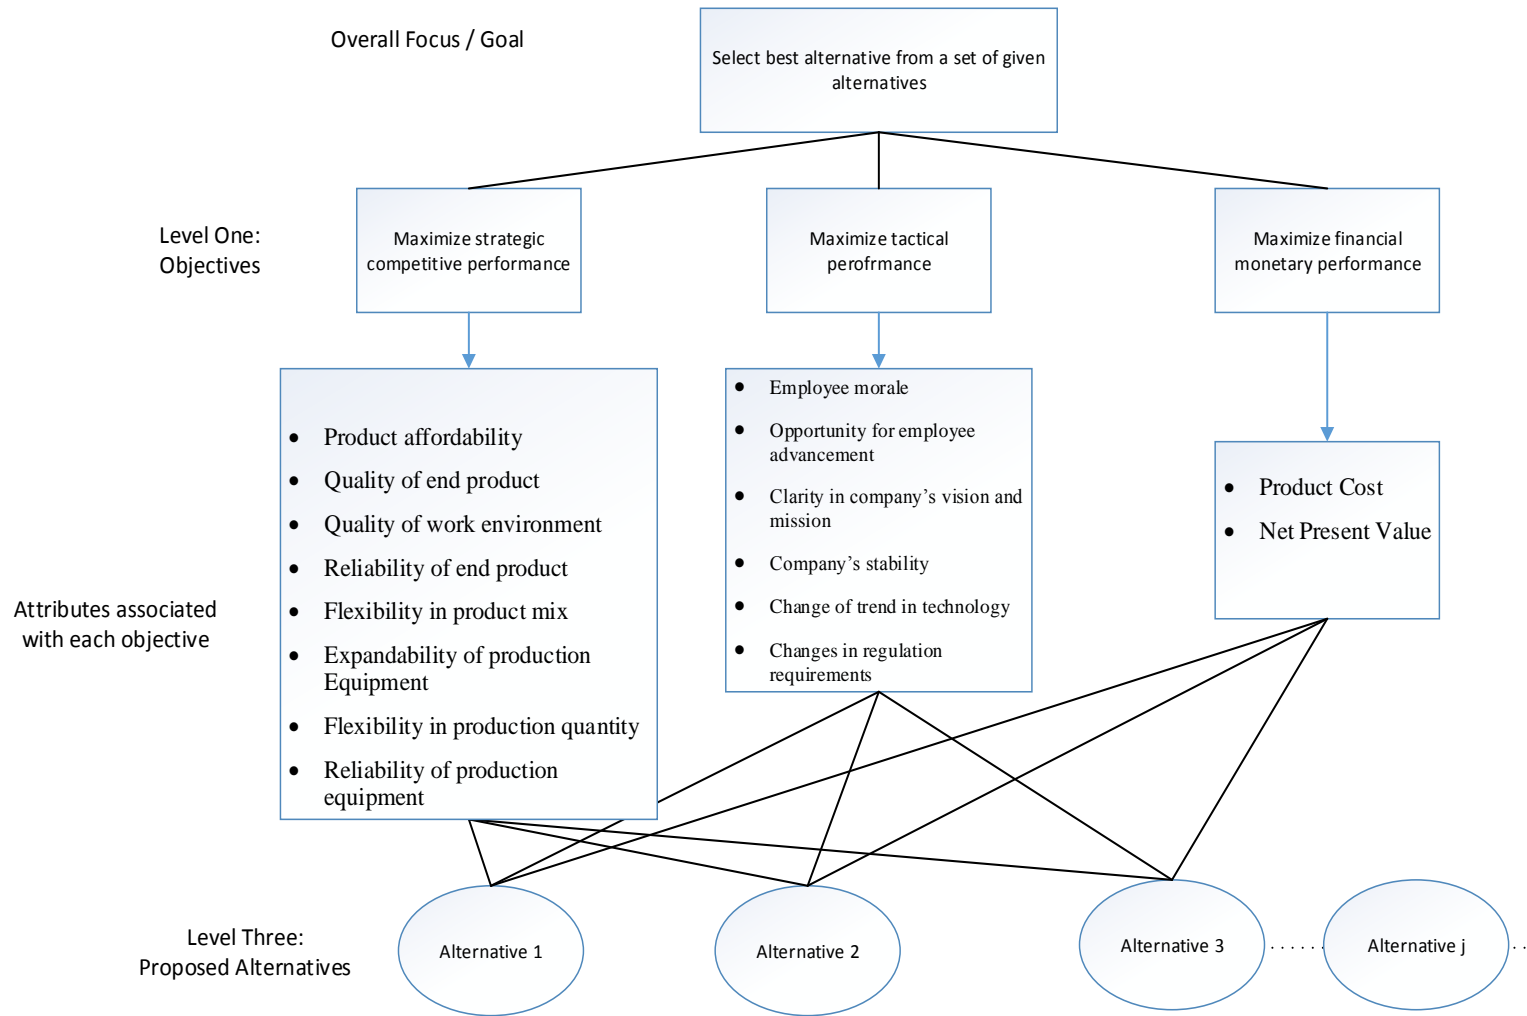 Overall Focus / Goal
Select best alternative from a set of given
alternatives
Level One:
Objectives
Maximize strategic
competitive performance
Maximize tactical
perofrmance
Maximize financial
monetary performance
Attributes associated
with each objective
• Product affordability
• Quality of end product
• Quality of work environment
• Reliability of end product
• Flexibility in product mix
• Expandability of production
Equipment
• Flexibility in production quantity
• Reliability of production
equipment
• Employee morale
• Opportunity for employee
advancement
• Clarity in company’s vision and
mission
• Company’s stability
• Change of trend in technology
• Changes in regulation
requirements
• Product Cost
• Net Present Value
Level Three:
Proposed Alternatives
Alternative 1
Alternative 2
Alternative 3
. . . . . .
Alternative j
. .